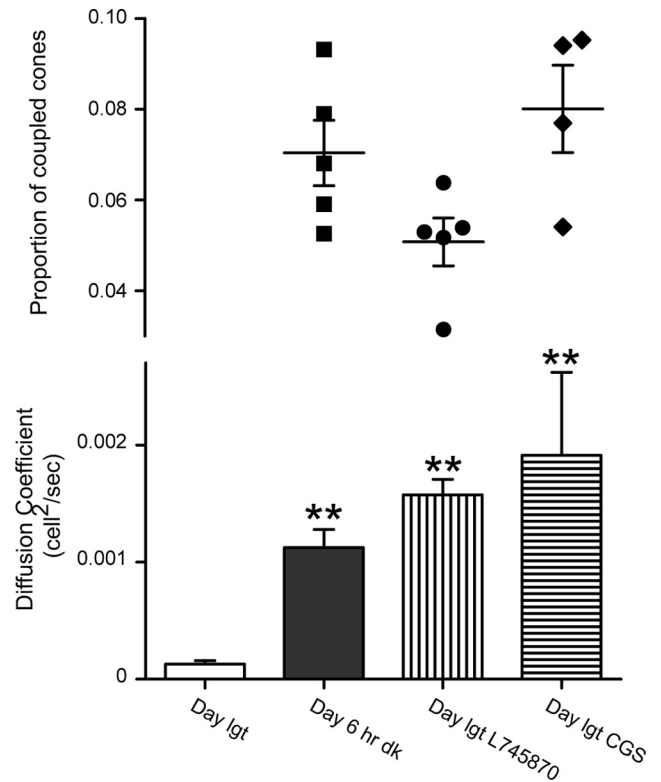 0.10
0.08
0.06
0.04
Proportion of coupled cones
**
**
**
0.002
0.001
0
Diffusion Coefficient
(cell²/sec)
Day lgt
Day 6 hr dk
Day lgt L745870
Day lgt CGS